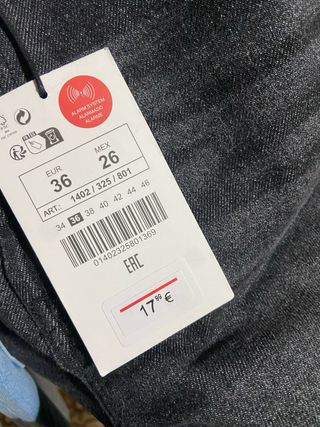 ALARM SYSTEM
ALARMADO
ALARME
EUR MEX
36 26
ART.: 1402 / 325 / 801
34 36 38 40 42 44 46
01402325801369
EAC
17,99 €